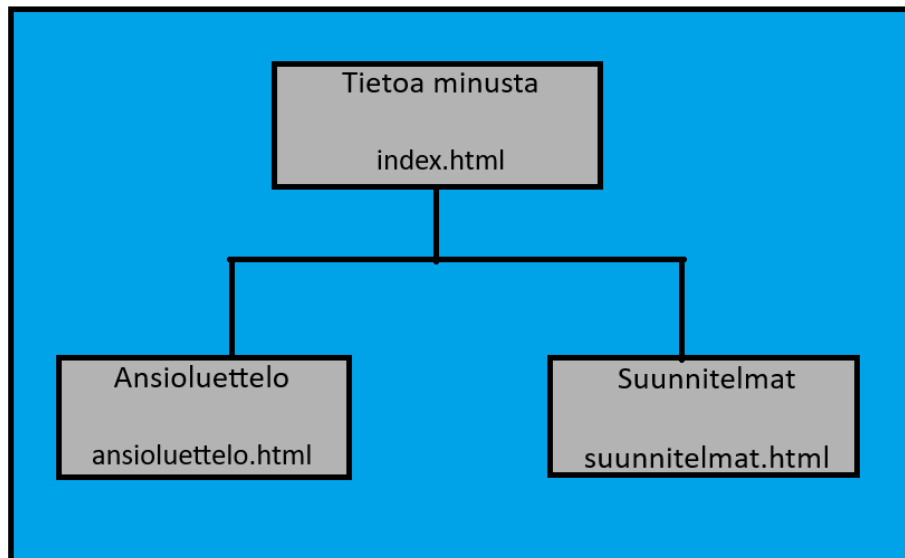 Tietoa minusta
index.html
Ansioluettelo
ansioluettelo.html
Suunnitelmat
suunnitelmat.html